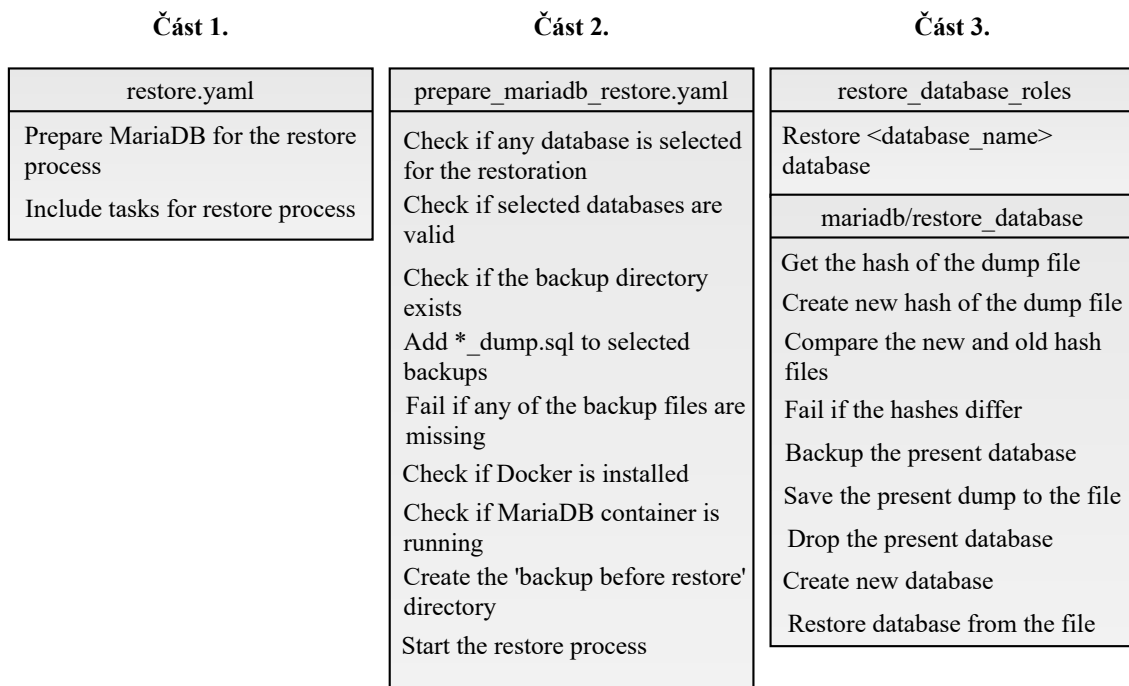 Část 1.
restore.yaml
Prepare MariaDB for the restore
process
Include tasks for restore process
Část 2.
prepare_mariadb_restore.yaml
Check if any database is selected
for the restoration
Check if selected databases are
valid
Check if the backup directory
exists
Add *_dump.sql to selected
backups
Fail if any of the backup files are
missing
Check if Docker is installed
Check if MariaDB container is
running
Create the 'backup before restore'
directory
Start the restore process
Část 3.
restore_database_roles
Restore <database_name>
database
mariadb/restore_database
Get the hash of the dump file
Create new hash of the dump file
Compare the new and old hash
files
Fail if the hashes differ
Backup the present database
Save the present dump to the file
Drop the present database
Create new database
Restore database from the file